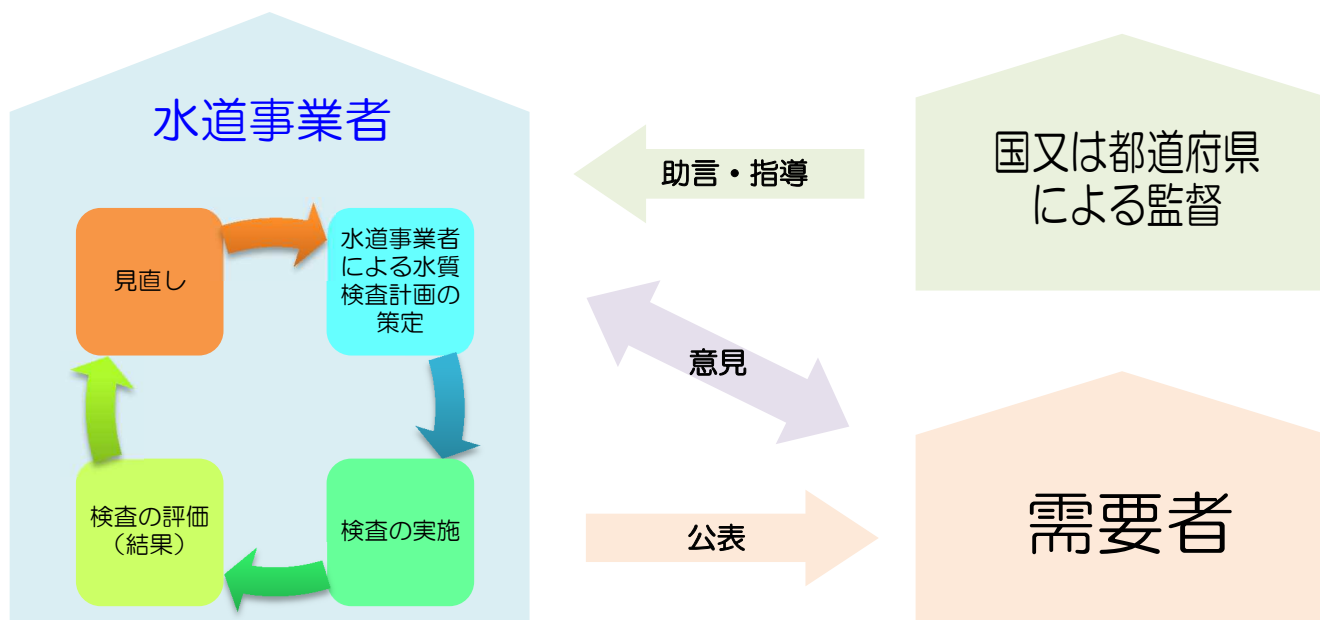 水道事業者
見直し
水道事業者
による水質
検査計画の
策定
検査の評価
（結果）
検査の実施
助言・指導
意見
公表
国又は都道府県
による監督
需要者